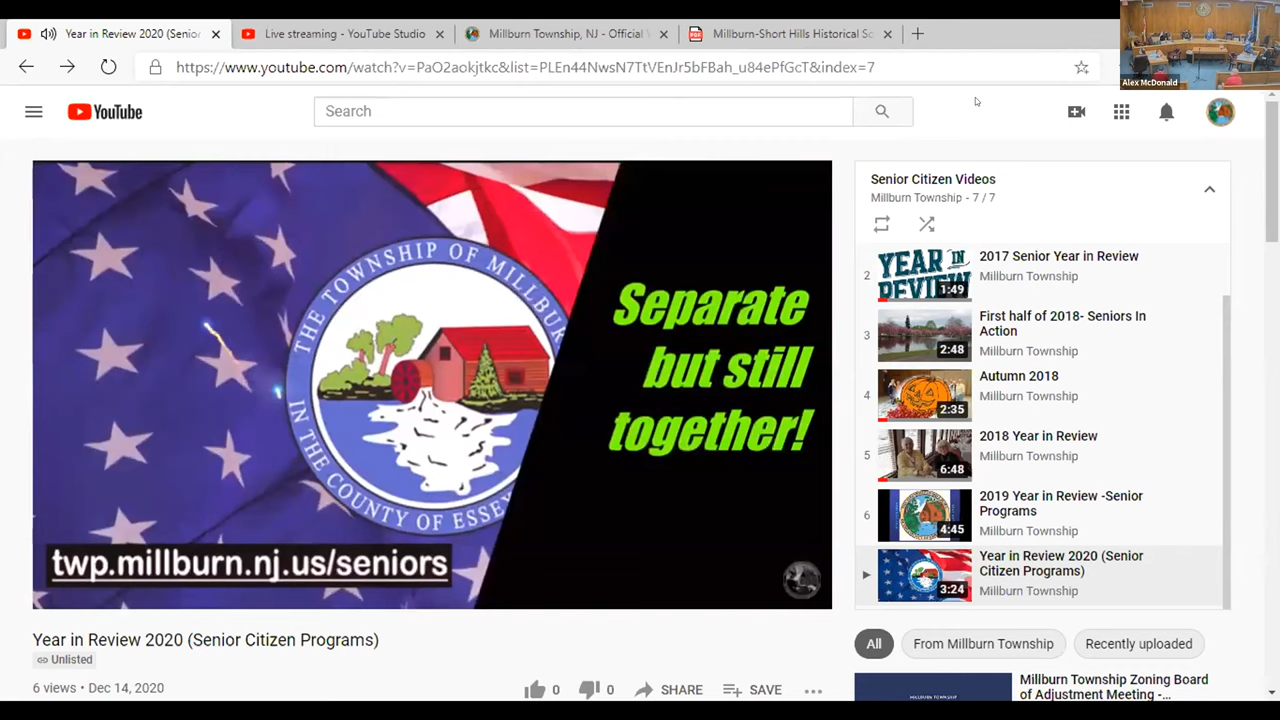 Year in Review 2020 (Senio
Live streaming - YouTube Studio
Millburn Township, NJ - Official
Millburn-Short Hills Historical So
Alex McDonald
https://www.youtube.com/watch?v=PaO2aokjtkc&list=PLEn44NwsN7TtVEnJr5bFBah_u84ePfGcT&index=7
YouTube
Search
THE TOWNSHIP OF MILLBUR
IN THE COUNTY OF ESSEX
Separate
but still
together!
twp.millbu j.us/seniors
Senior Citizen Videos
Millburn Township - 7 / 7
2
YEAR IN
REVIEW
1:49
2017 Senior Year in Review
Millburn Township
3
2:48
First half of 2018- Seniors In
Action
Millburn Township
4
2:35
Autumn 2018
Millburn Township
5
6:48
2018 Year in Review
Millburn Township
6
4:45
2019 Year in Review -Senior
Programs
Millburn Township
3:24
Year in Review 2020 (Senior
Citizen Programs)
Millburn Township
Year in Review 2020 (Senior Citizen Programs)
Unlisted
6 views • Dec 14, 2020
0
0
SHARE
SAVE
All
From Millburn Township
Recently uploaded
Millburn Township Zoning Board
of Adjustment Meeting -...